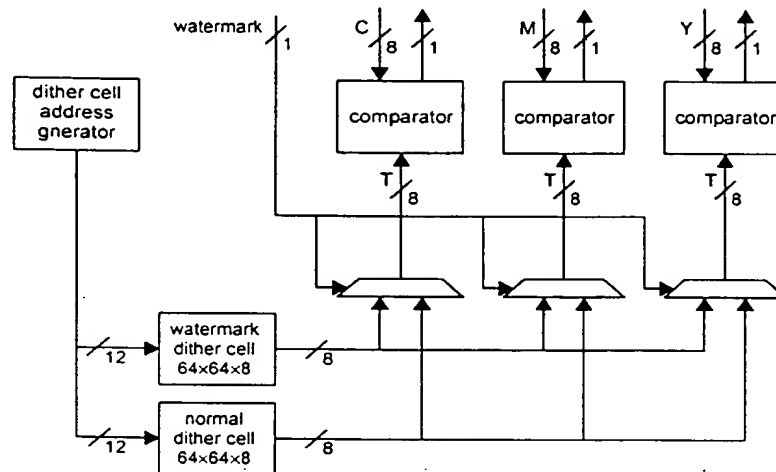 watermark
1
C
8
1
M
8
1
Y
8
1
dither cell
address
gnerator
comparator
comparator
comparator
T
8
T
8
T
8
12
watermark
dither cell
64×64×8
8
12
normal
dither cell
64×64×8
8